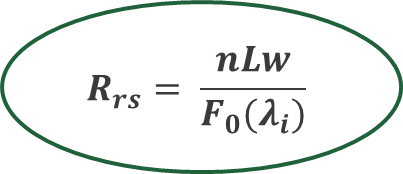 R_rs = nLw / F_0(λ_i)